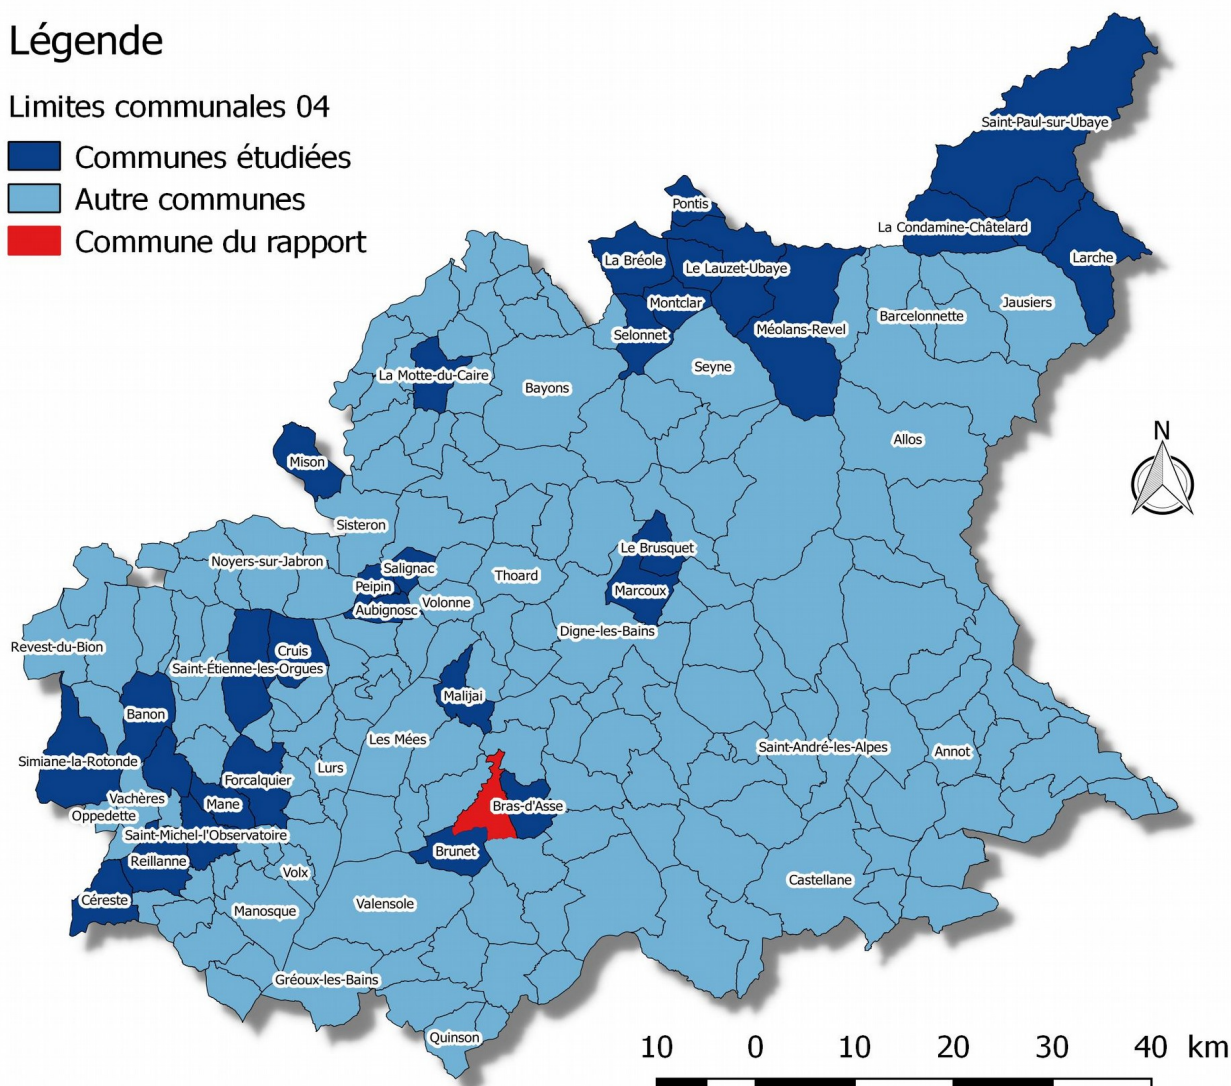 Légende
Limites communales 04
Communes étudiées
Autre communes
Commune du rapport
Saint-Paul-sur-Ubaye
Pontis
La Condamine-Châtelard
La Bréole
Le Lauzet-Ubaye
Larche
Montclar
Jausiers
Barcelonnette
Selonnet
Méolans-Revel
Seyne
La Motte-du-Caire
Bayons
Allos
N
Mison
Sisteron
Le Brusquet
Noyers-sur-Jabron
Salignac
Thoard
Peipin
Marcoux
Aubignosc
Volonne
Digne-les-Bains
Revest-du-Bion
Cruis
Saint-Étienne-les-Orgues
Malijai
Banon
Les Mées
Saint-André-les-Alpes
Annot
Simiane-la-Rotonde
Lurs
Forcalquier
Vachères
Mane
Bras-d'Asse
Oppedette
Saint-Michel-l'Observatoire
Brunet
Reillanne
Volx
Castellane
Céreste
Valensole
Manosque
Gréoux-les-Bains
Quinson
10 0 10 20 30 40 km